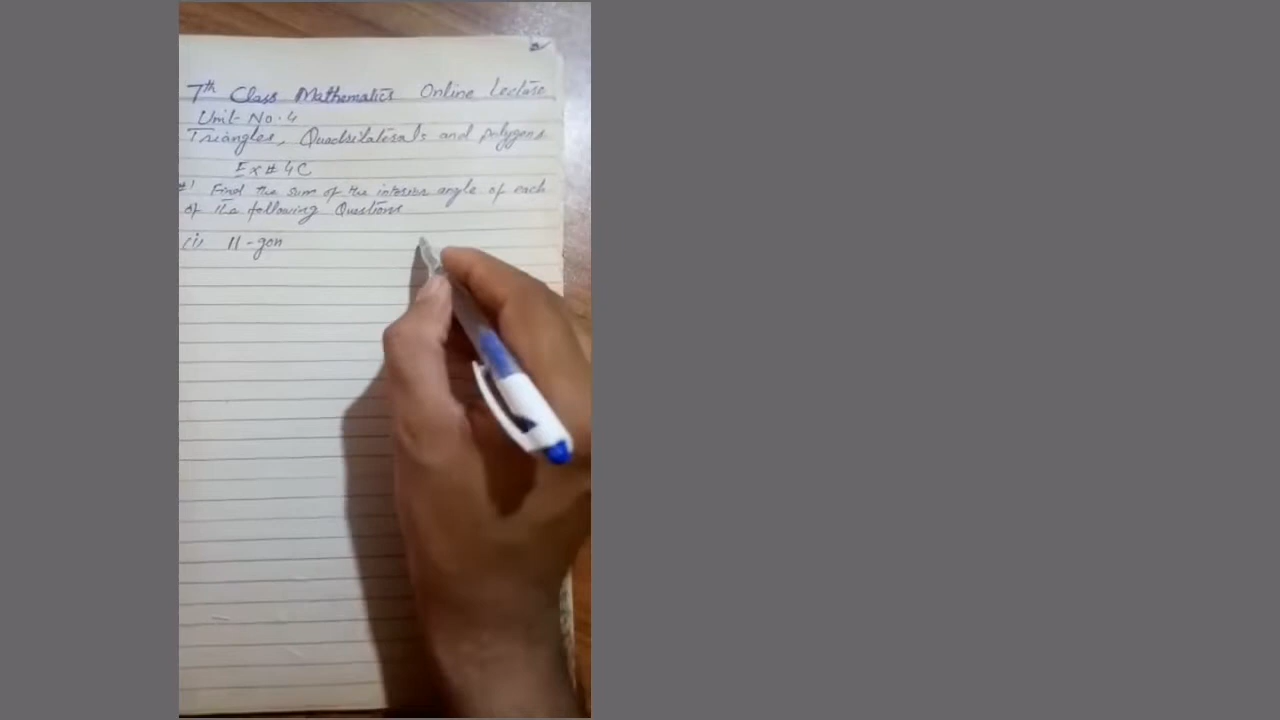 7th Class Mathematics Online Lecture
Unit No. 4
Triangles, Quadrilaterals and polygons
Ex # 4C
#1 Find the sum of the interior angle of each
of the following Questions
(i) 11-gon